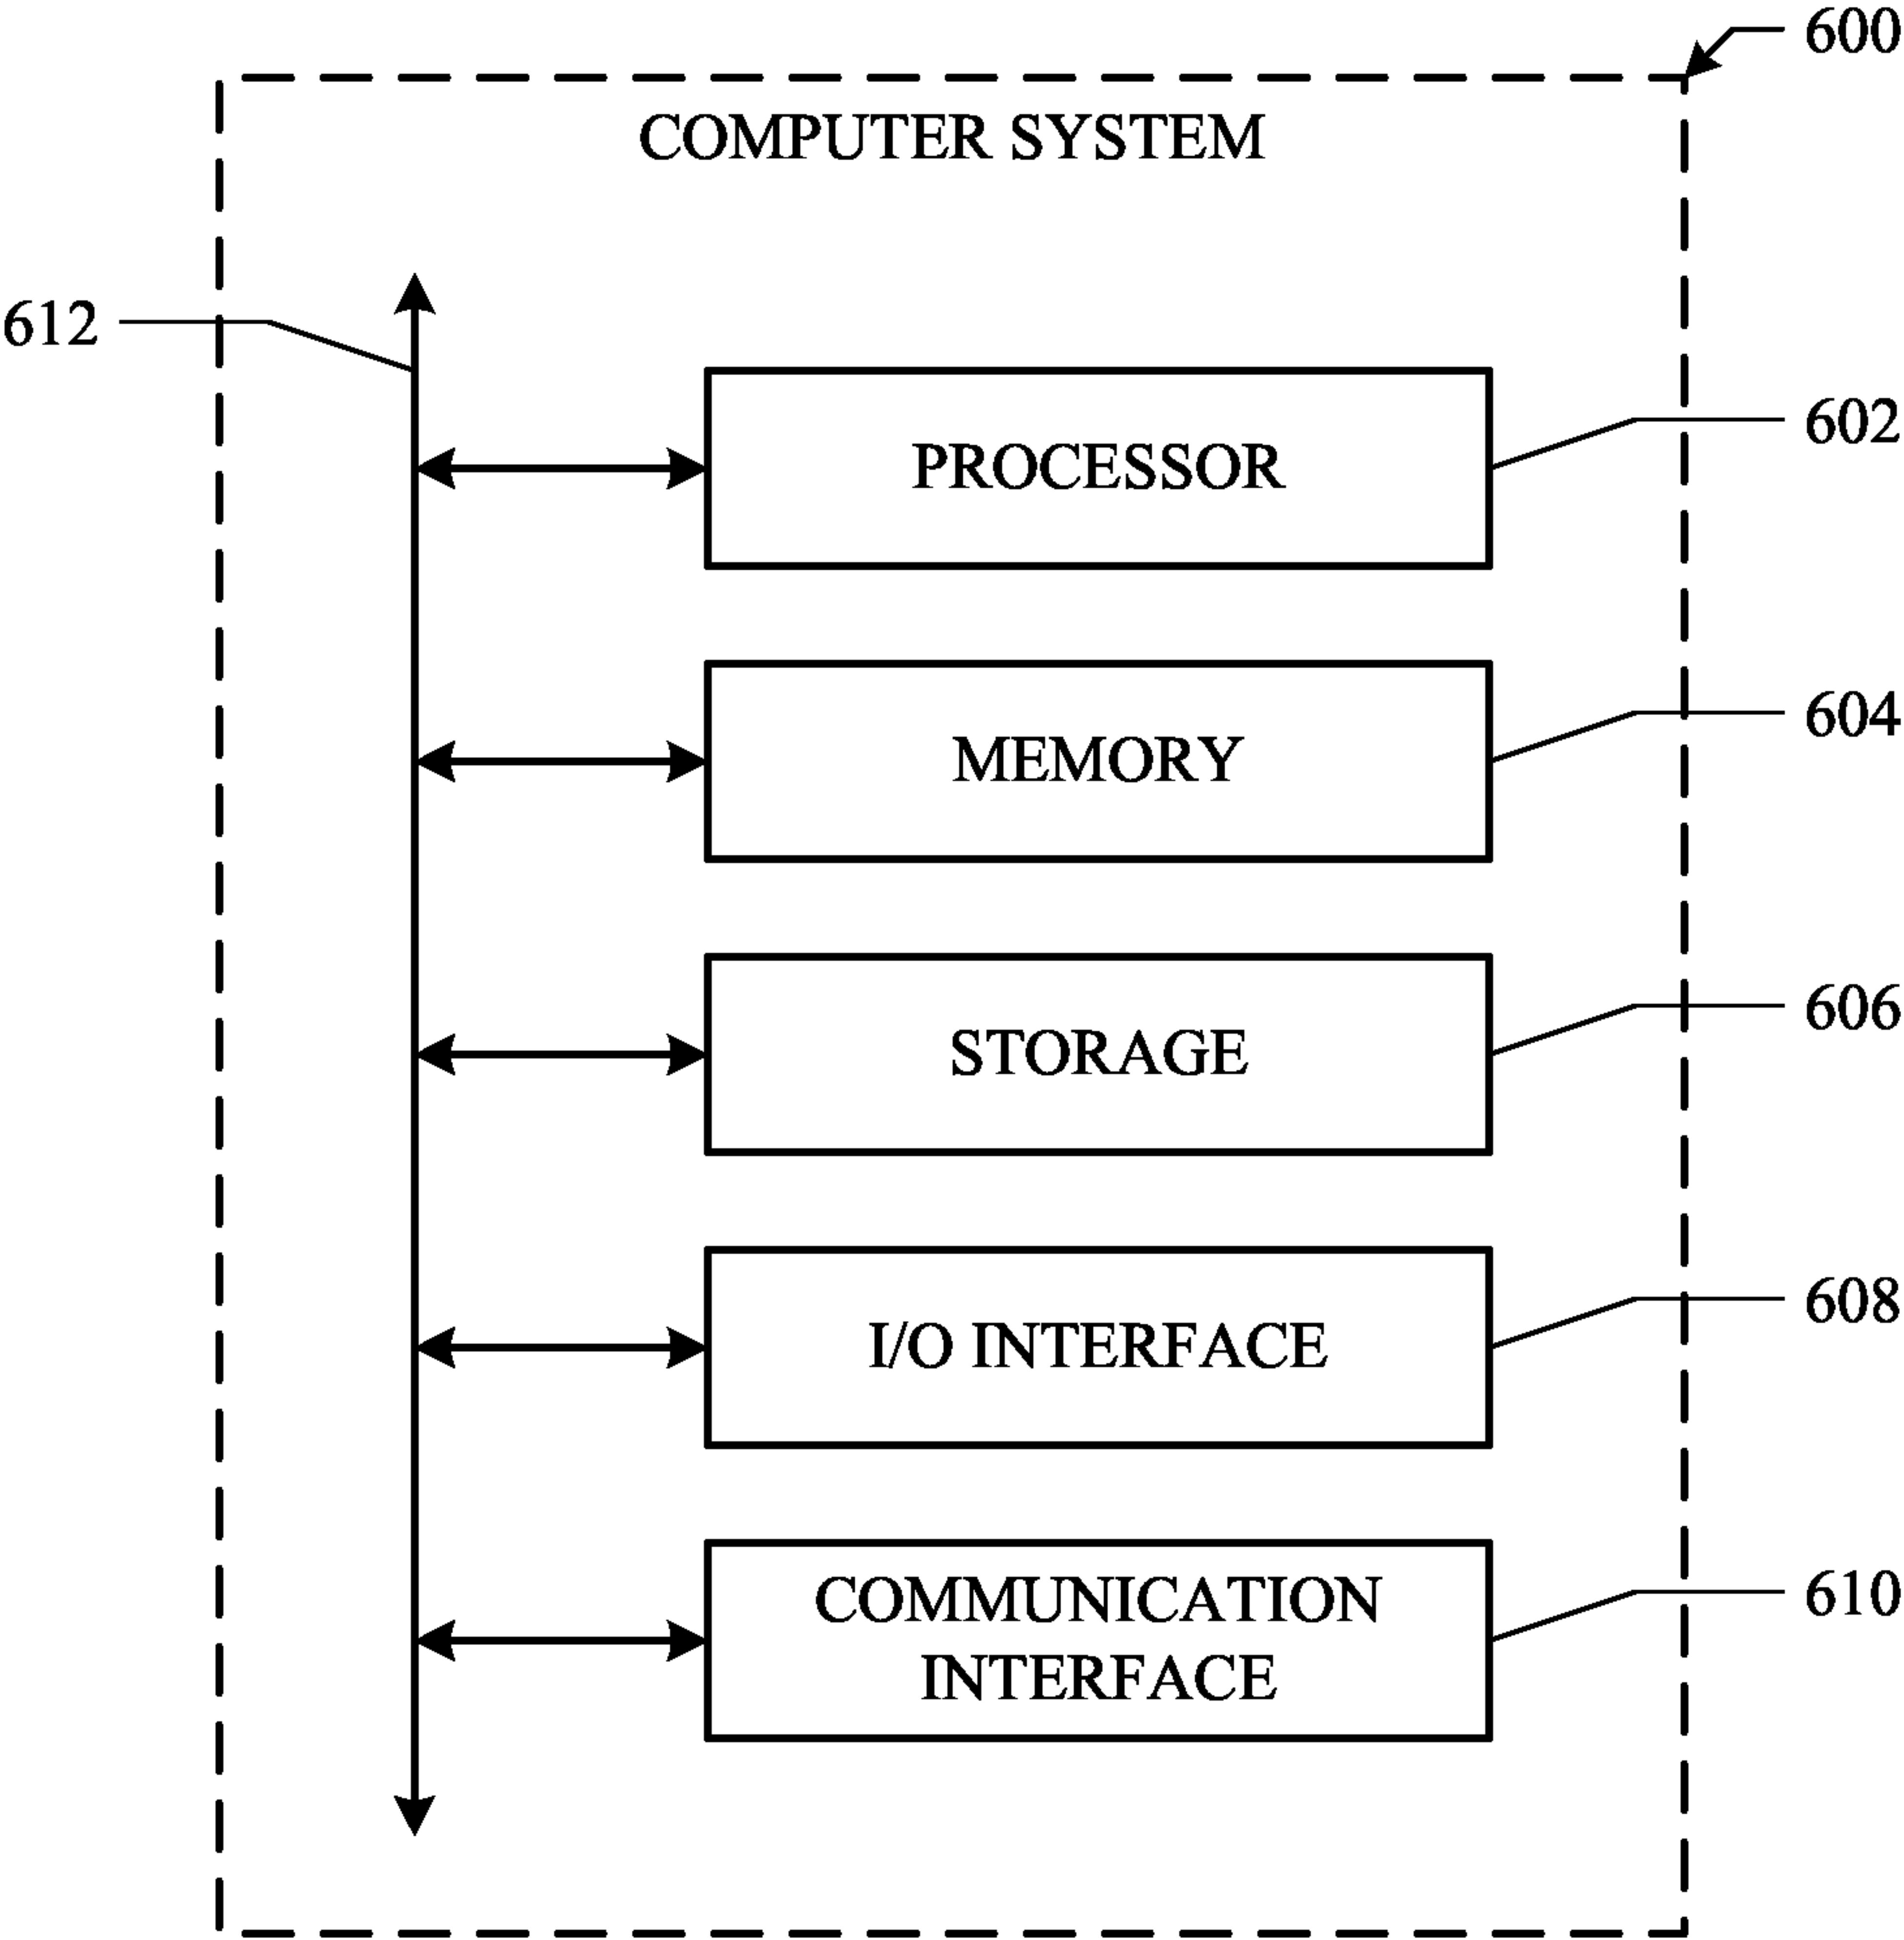 600
COMPUTER SYSTEM
612
602
PROCESSOR
604
MEMORY
606
STORAGE
608
I/O INTERFACE
610
COMMUNICATION
INTERFACE